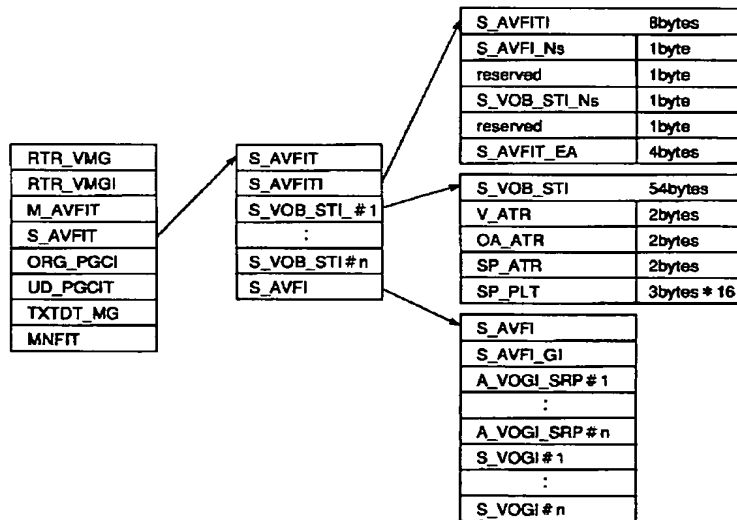 RTR_VMG
RTR_VMGI
M_AVFIT
S_AVFIT
ORG_PGCI
UD_PGCIT
TXTDT_MG
MNFIT
S_AVFIT
S_AVFITI
S_VOB_STI_#1
:
S_VOB_STI#n
S_AVFI
S_AVFITI 8bytes
S_AVFI_Ns 1byte
reserved 1byte
S_VOB_STI_Ns 1byte
reserved 1byte
S_AVFIT_EA 4bytes
S_VOB_STI 54bytes
V_ATR 2bytes
OA_ATR 2bytes
SP_ATR 2bytes
SP_PLT 3bytes*16
S_AVFI
S_AVFI_GI
A_VOGI_SRP#1
:
A_VOGI_SRP#n
S_VOGI#1
:
S_VOGI#n